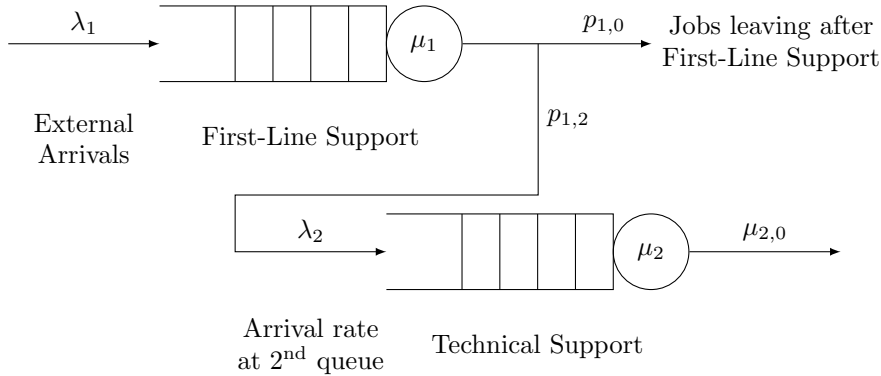 λ₁
μ₁
p₁,₀
Jobs leaving after
First-Line Support
External
Arrivals
First-Line Support
p₁,₂
λ₂
μ₂
μ₂,₀
Arrival rate
at 2ⁿᵈ queue
Technical Support